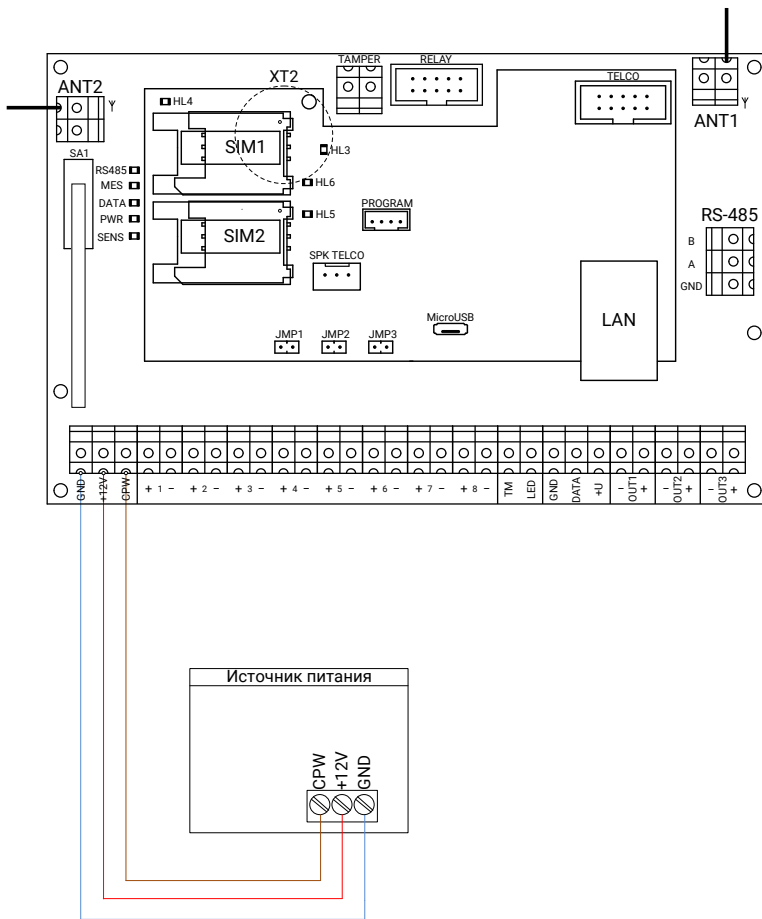 TAMPER
RELAY
XT2
TELCO
ANT2
HL4
ANT1
SIM1
SA1
HL3
RS485
HL6
MES
DATA
PROGRAM
PWR
HL5
SENS
SIM2
RS-485
B
A
GND
SPK TELCO
MicroUSB
LAN
JMP1 JMP2 JMP3
GND +12V CPW + 1 − + 2 − + 3 − + 4 − + 5 − + 6 − + 7 − + 8 − TM LED GND DATA +U − OUT1 + − OUT2 + − OUT3 +
Источник питания
CPW +12V GND